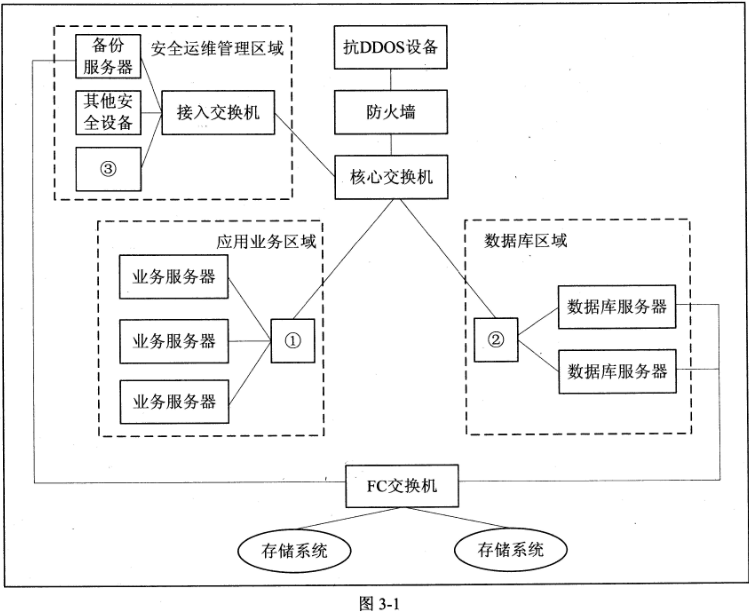 备份
服务器
安全运维管理区域
其他安
全设备
接入交换机
③
抗DDOS设备
防火墙
核心交换机
应用业务区域
业务服务器
业务服务器
业务服务器
①
数据库区域
②
数据库服务器
数据库服务器
FC交换机
存储系统
存储系统
图 3-1